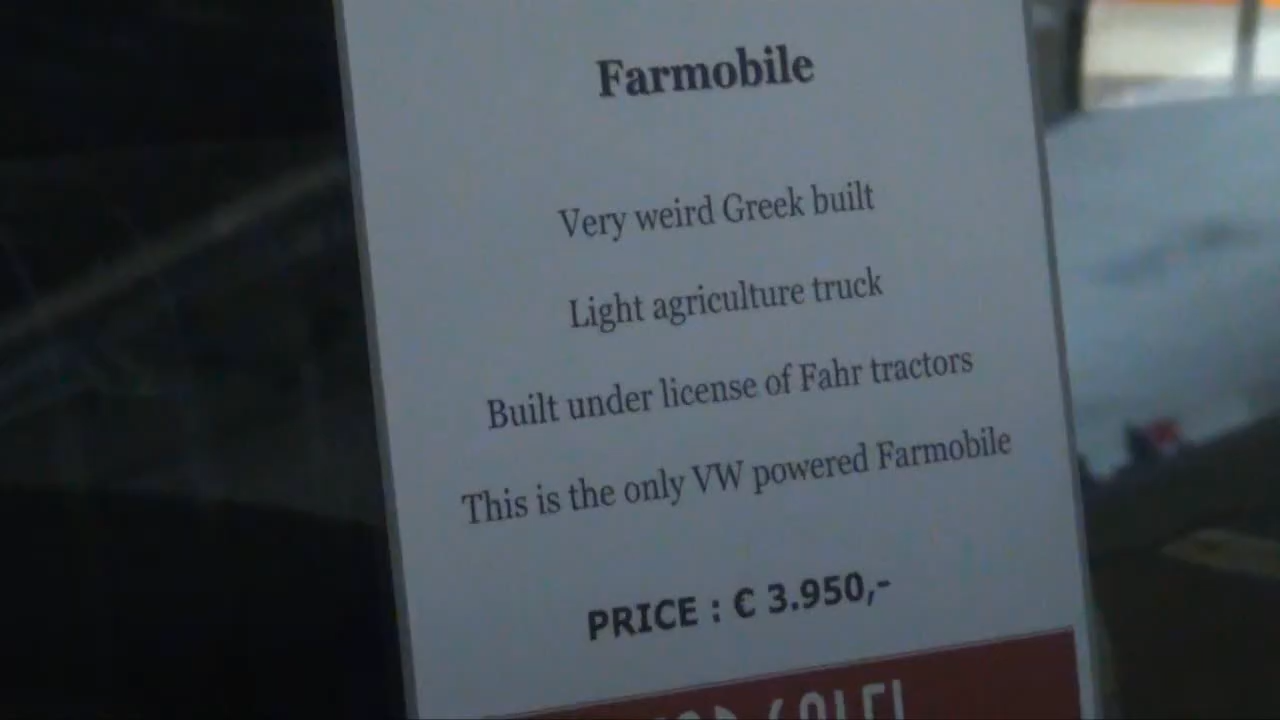 Farmobile
Very weird Greek built
Light agriculture truck
Built under license of Fahr tractors
This is the only VW powered Farmobile
PRICE : € 3.950,-